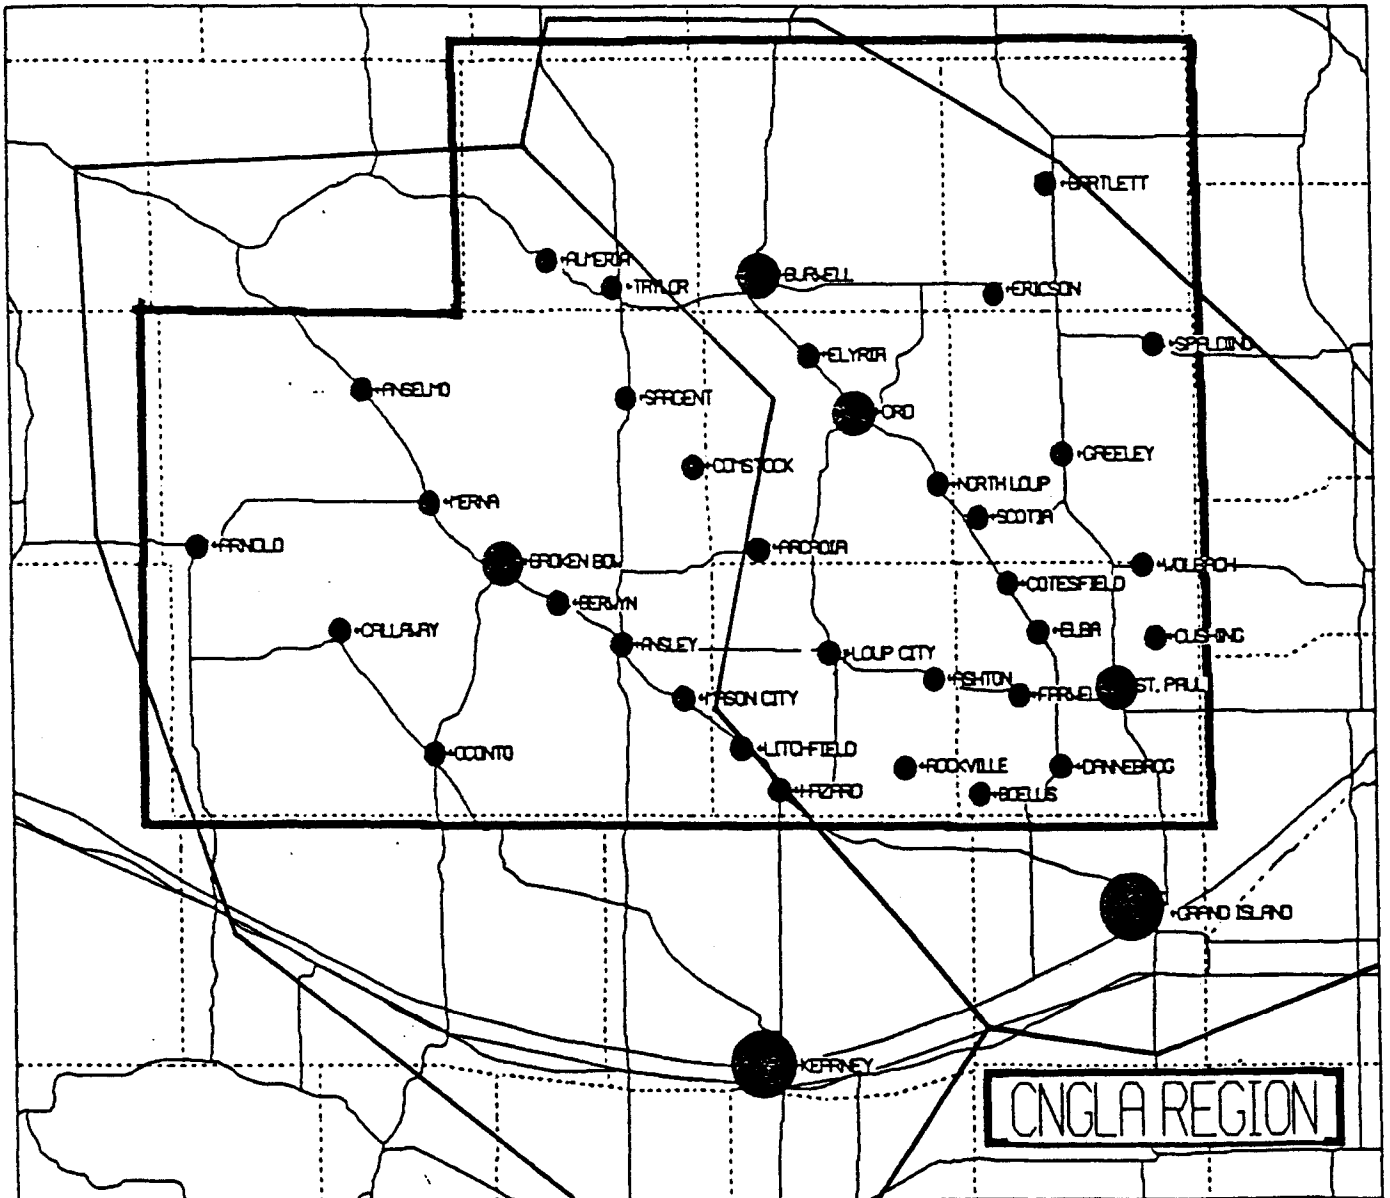 BARTLETT
ALMERIA
BURWELL
TAYLOR
ERICSON
SPALDING
ELYRIA
ANSELMO
SARGENT
ORD
GREELEY
COMSTOCK
NORTH LOUP
MERNA
SCOTIA
ARNOLD
ARCADIA
BROKEN BOW
WOLBACH
COTESFIELD
BERWYN
CALLAWAY
ELBA
CUSHING
ANSLEY
LOUP CITY
ASHTON
ST. PAUL
FARWEL
MASON CITY
OCONTO
LITCHFIELD
ROCKVILLE
DANNEBROG
HAZARD
BOELUS
GRAND ISLAND
KEARNEY
CNGLA REGION